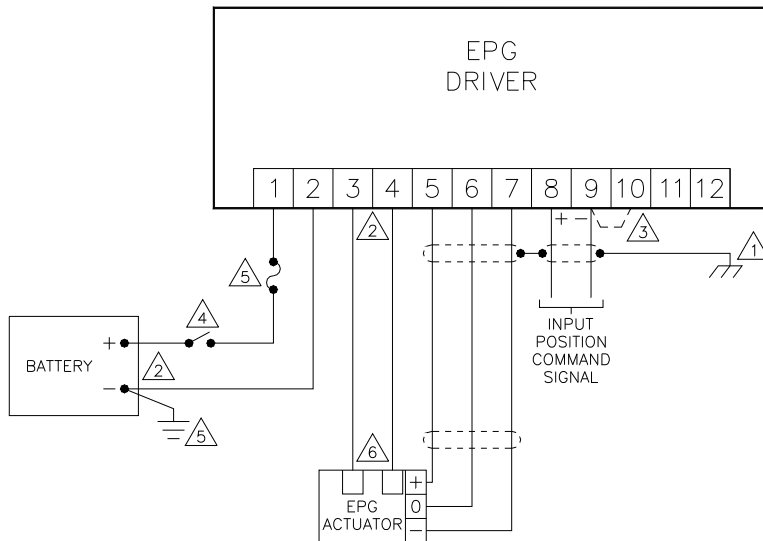 EPG
DRIVER
1 2 3 4 5 6 7 8 9 10 11 12
2
+ −
3
1
5
4
INPUT
POSITION
COMMAND
SIGNAL
BATTERY
+
−
2
5
6
EPG
ACTUATOR
+
0
−